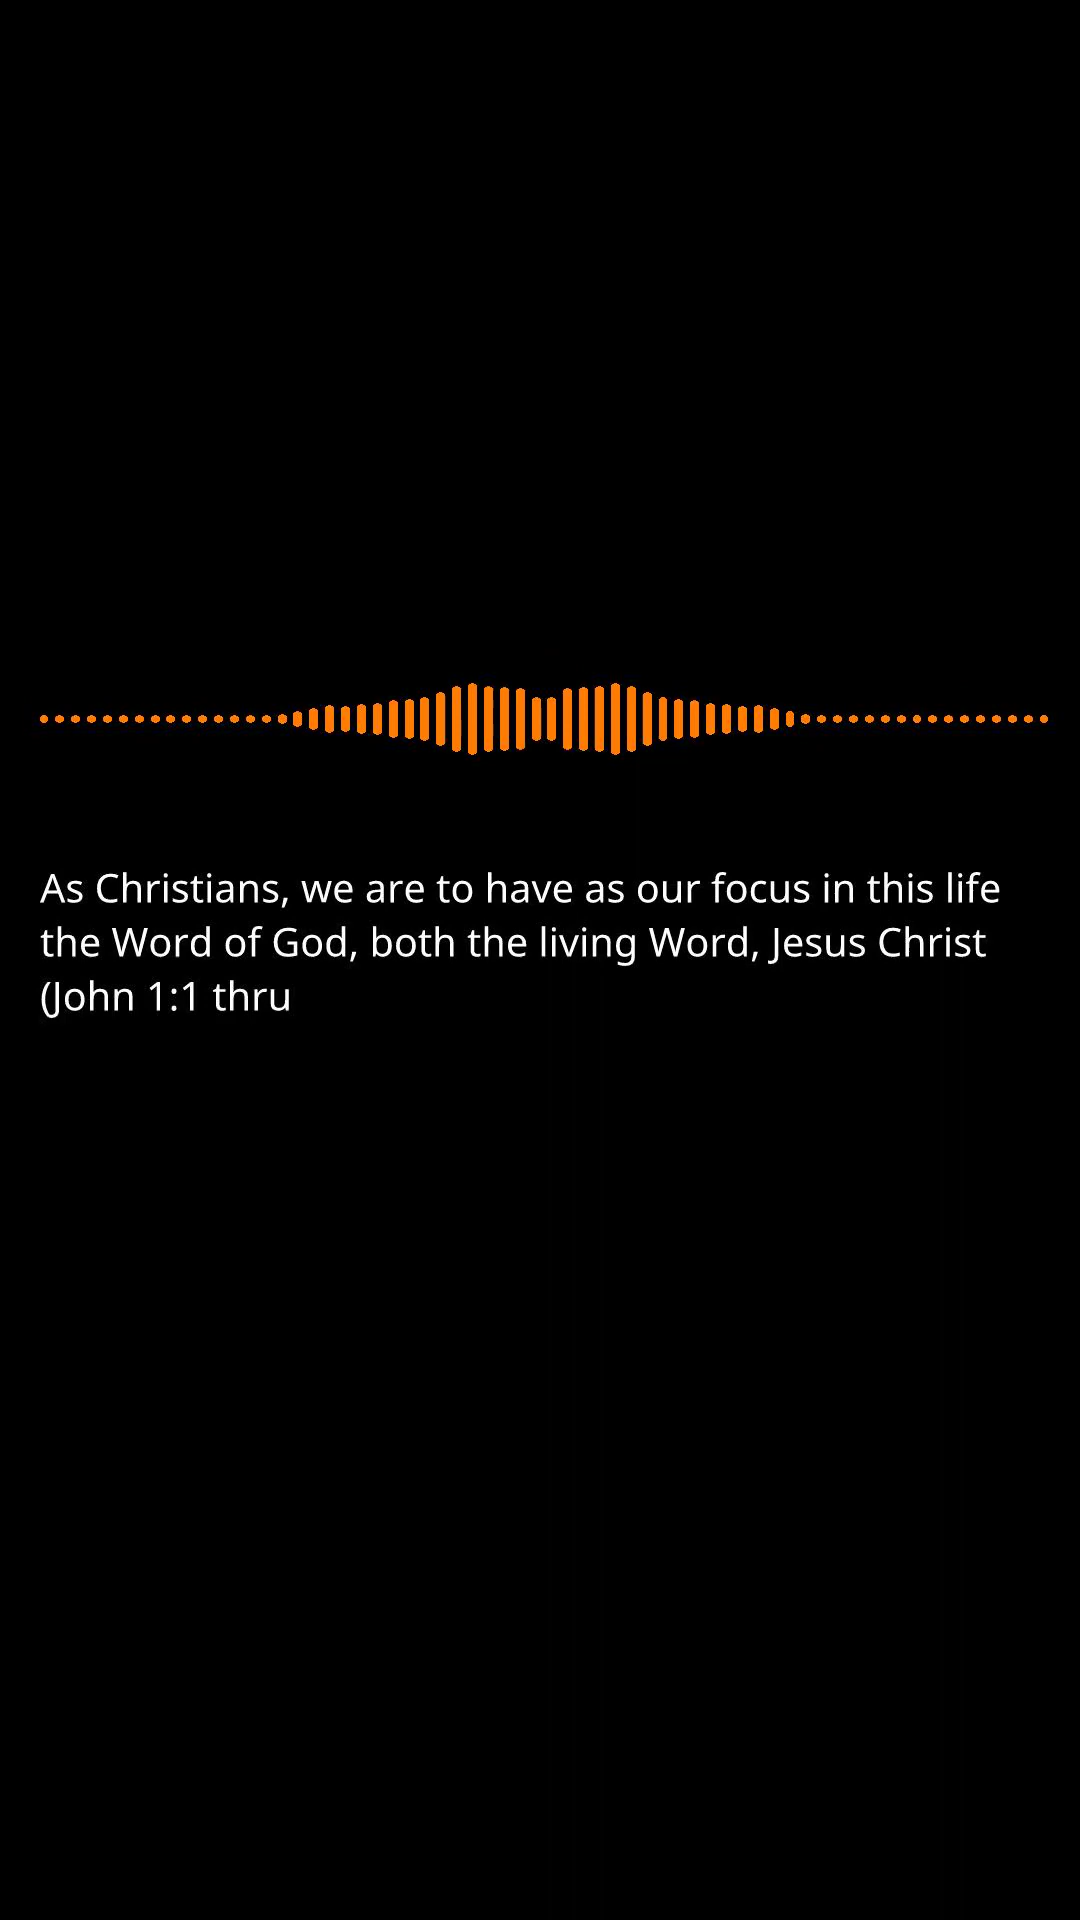 As Christians, we are to have as our focus in this life
the Word of God, both the living Word, Jesus Christ
(John 1:1 thru